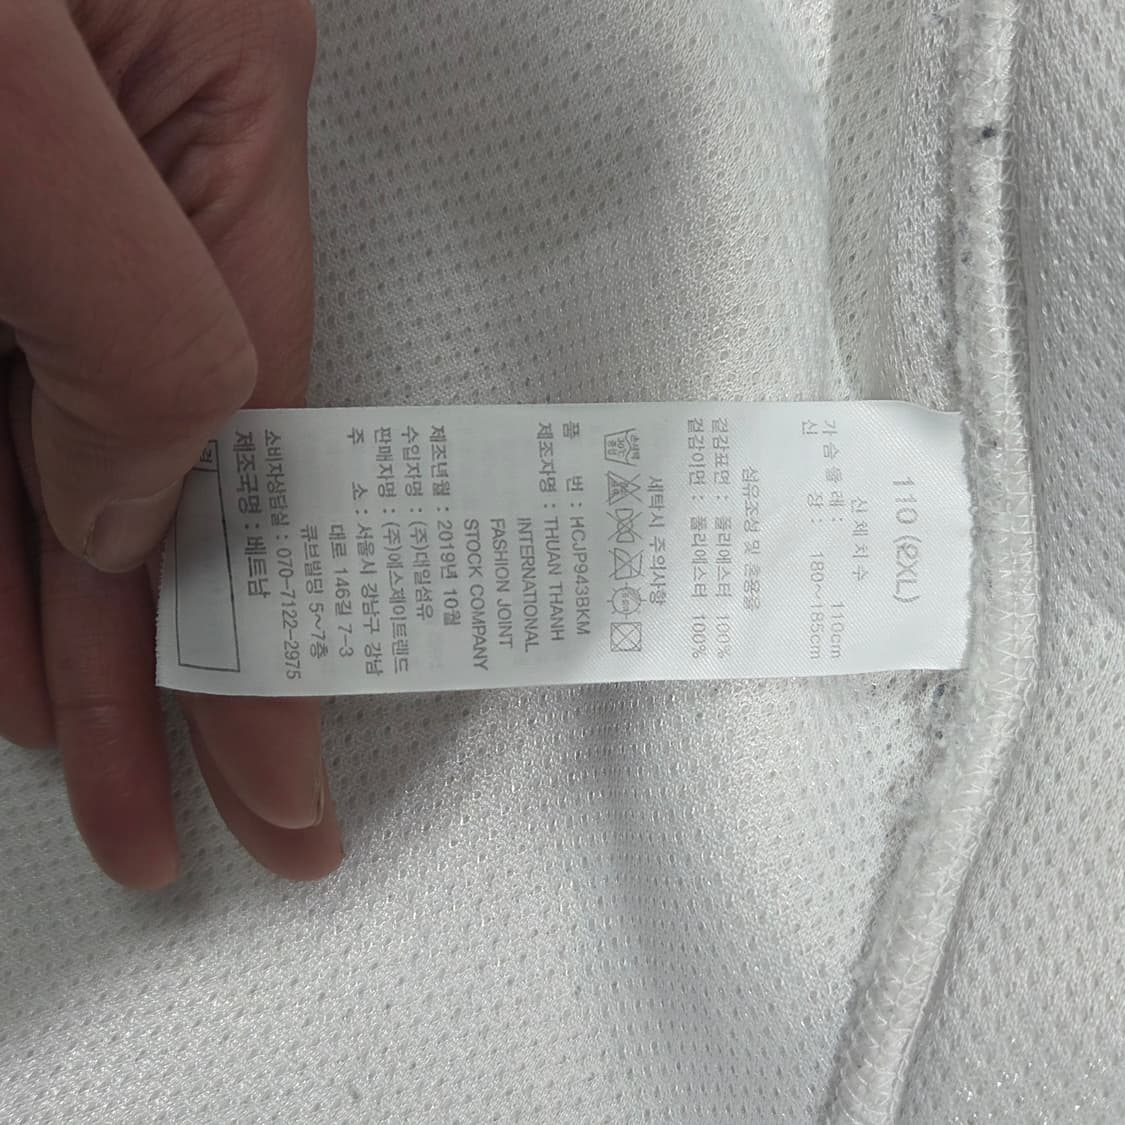 110 (2XL)
신체치수
가슴둘레 : 110cm
신 장 : 180~185cm
섬유조성 및 혼용율
겉감표면 : 폴리에스터 100%
겉감이면 : 폴리에스터 100%
세탁시 주의사항
손세탁
30℃
중성
품 번 : HCJP943BKM
제조자명 : THUAN THANH
INTERNATIONAL
FASHION JOINT
STOCK COMPANY
제조년월 : 2019년 10월
수입자명 : (주)대일섬유
판매자명 : (주)에스제이트랜드
주 소 : 서울시 강남구 강남
대로 146길 7-3
큐브빌딩 5~7층
소비자상담실 : 070-7122-2975
제조국명 : 베트남